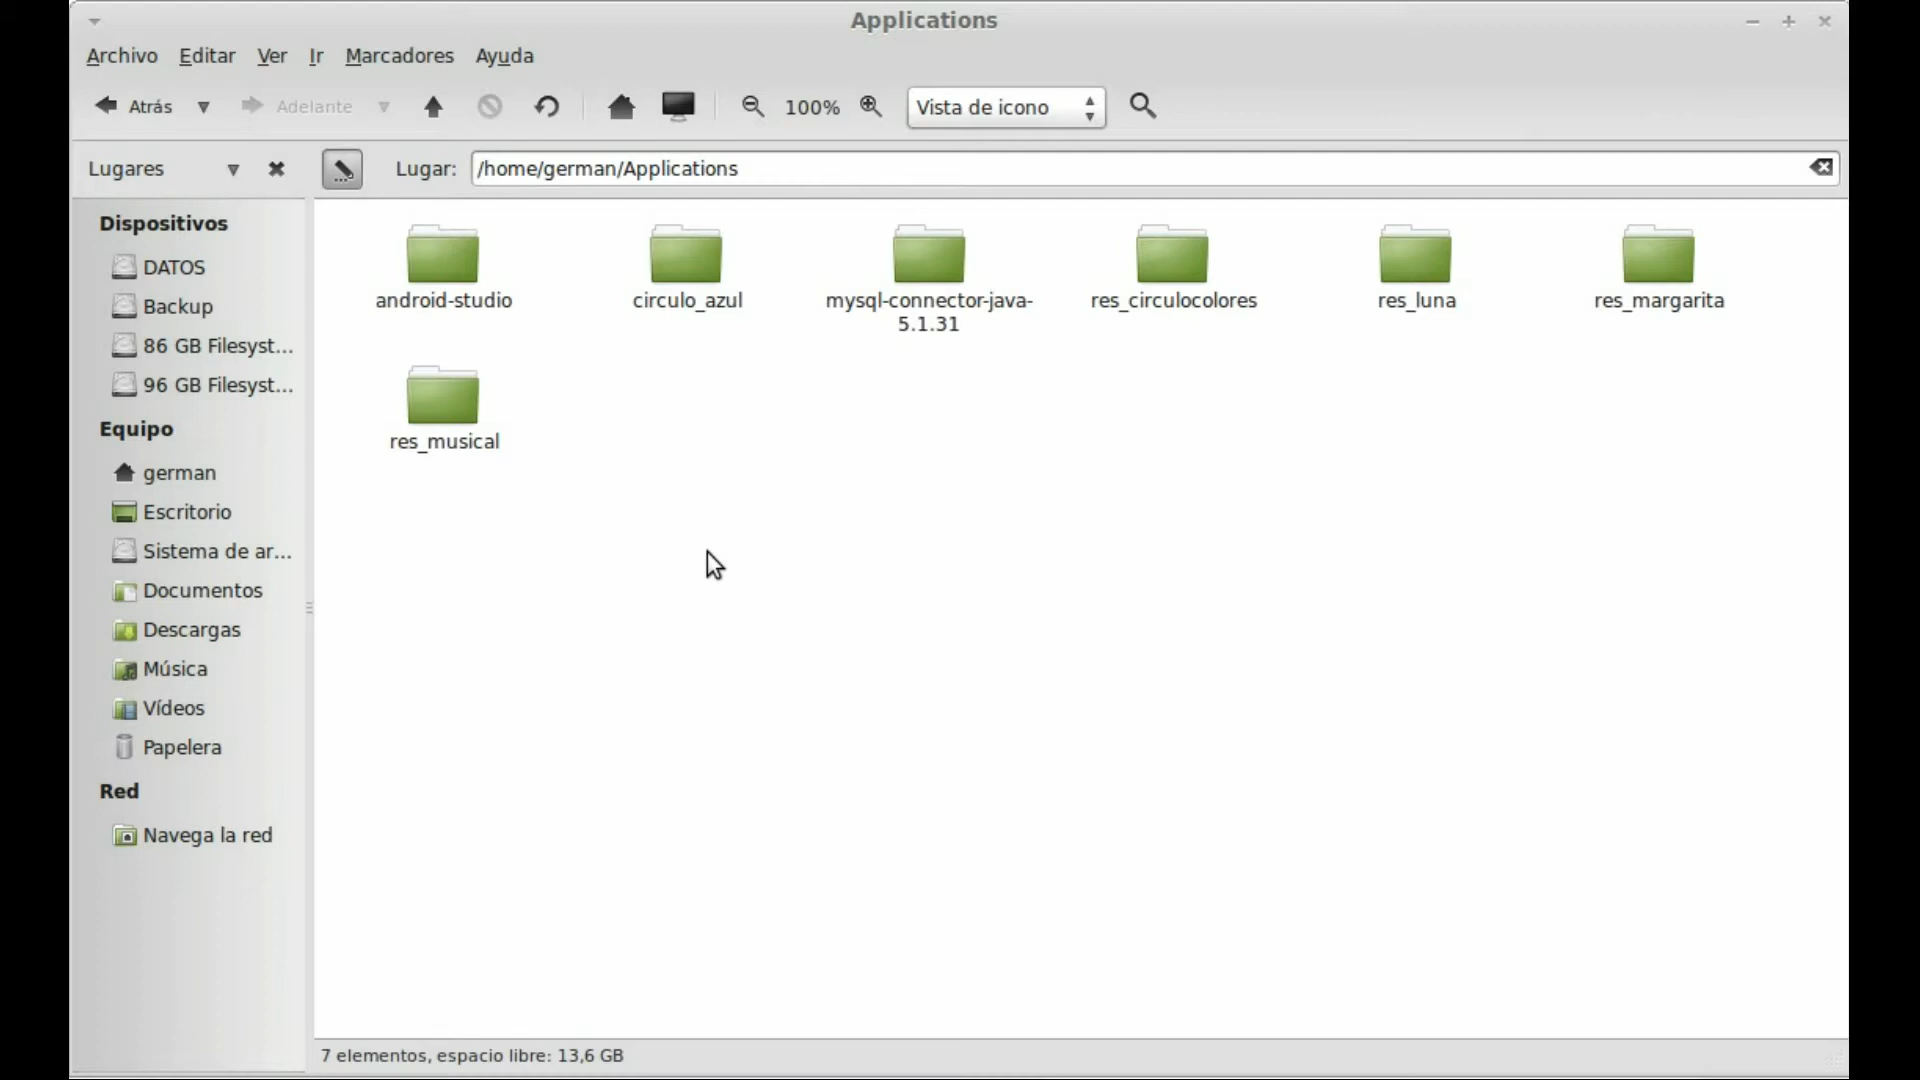 Applications
Archivo Editar Ver Ir Marcadores Ayuda
Atrás Adelante 100% Vista de icono
Lugares Lugar: /home/german/Applications
Dispositivos
DATOS
Backup
86 GB Filesyst...
96 GB Filesyst...
Equipo
german
Escritorio
Sistema de ar...
Documentos
Descargas
Música
Vídeos
Papelera
Red
Navega la red
android-studio circulo_azul mysql-connector-java- res_circulocolores res_luna res_margarita
5.1.31
res_musical
7 elementos, espacio libre: 13,6 GB